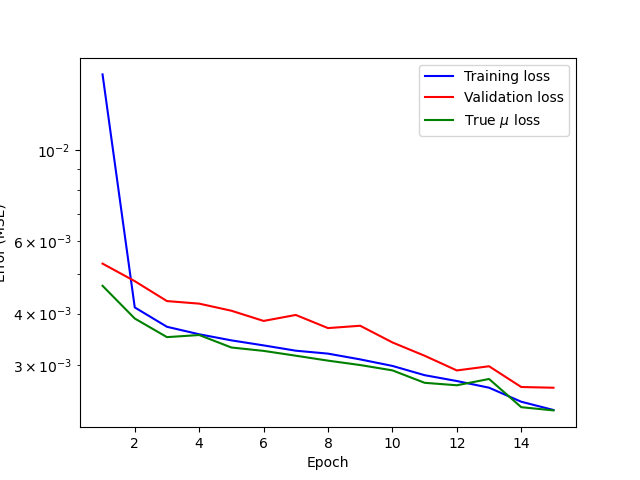 Training loss
Validation loss
True μ loss
10⁻²
6 × 10⁻³
4 × 10⁻³
3 × 10⁻³
2 4 6 8 10 12 14
Epoch
(MSE)